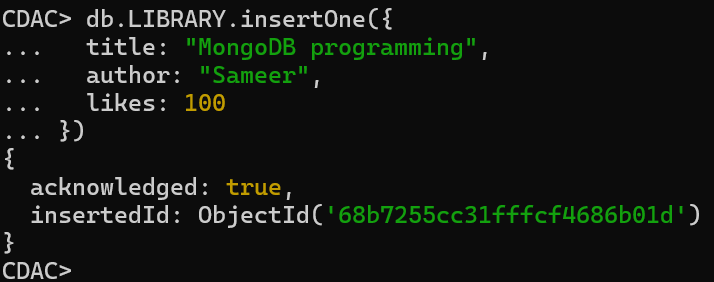 CDAC> db.LIBRARY.insertOne({
...   title: "MongoDB programming",
...   author: "Sameer",
...   likes: 100
... })
{
  acknowledged: true,
  insertedId: ObjectId('68b7255cc31fffcf4686b01d')
}
CDAC>